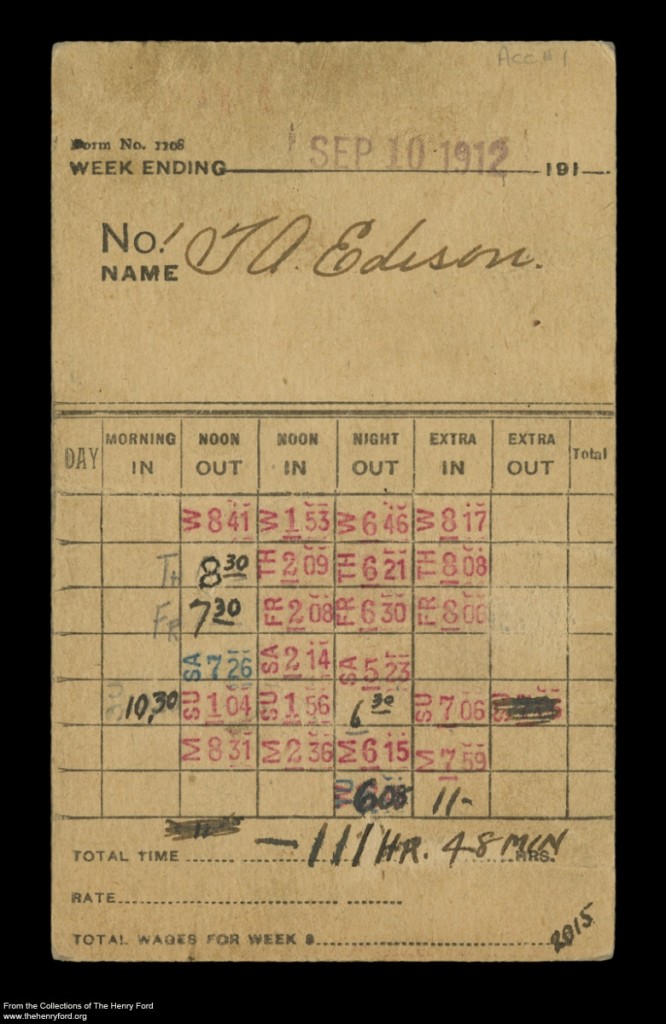 Acc # 1
Form No. 1108
WEEK ENDING SEP 10 1912 191
No. 1
NAME T A. Edison.
DAY MORNING IN NOON OUT NOON IN NIGHT OUT EXTRA IN EXTRA OUT Total
W 8 41 W 1 53 W 6 46 W 8 17
TH 8 30 TH 2 09 TH 6 21 TH 8 08
FR 7 30 FR 2 08 FR 6 30 FR 8 06
SA 7 26 SA 2 14 SA 5 23
SU 10,30 SU 1 04 SU 1 56 6 30 SU 7 06
M 8 31 M 2 36 M 6 15 M 7 59
6 08 11-
TOTAL TIME - 111 HR. 48 MIN HRS.
RATE
TOTAL WAGES FOR WEEK $
2015
From the Collections of The Henry Ford
www.thehenryford.org